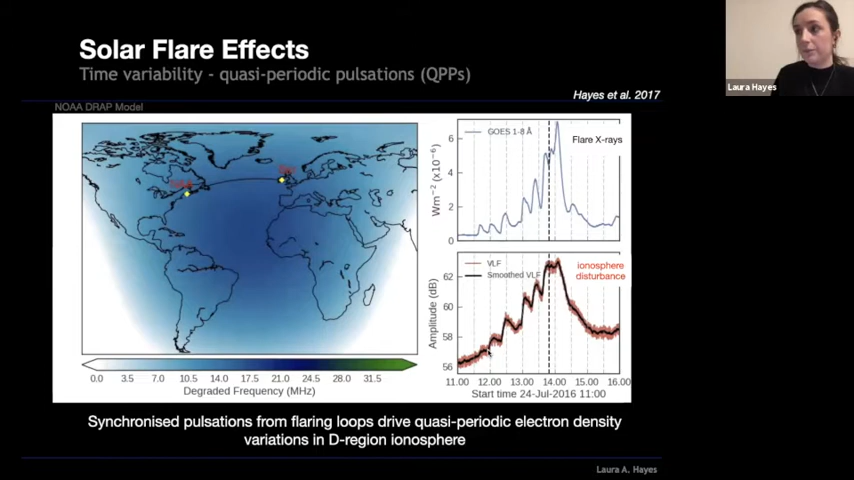 Solar Flare Effects
Time variability - quasi-periodic pulsations (QPPs)
Laura Hayes
Hayes et al. 2017
NOAA DRAP Model
GOES 1-8 Å
Flare X-rays
6
4
2
0
Wm⁻² (x10⁻⁶)
VLF
Smoothed VLF
ionosphere
disturbance
62
60
58
56
Amplitude (dB)
11.00 12.00 13.00 14.00 15.00 16.00
Start time 24-Jul-2016 11:00
0.0 3.5 7.0 10.5 14.0 17.5 21.0 24.5 28.0 31.5
Degraded Frequency (MHz)
Synchronised pulsations from flaring loops drive quasi-periodic electron density
variations in D-region ionosphere
Laura A. Hayes